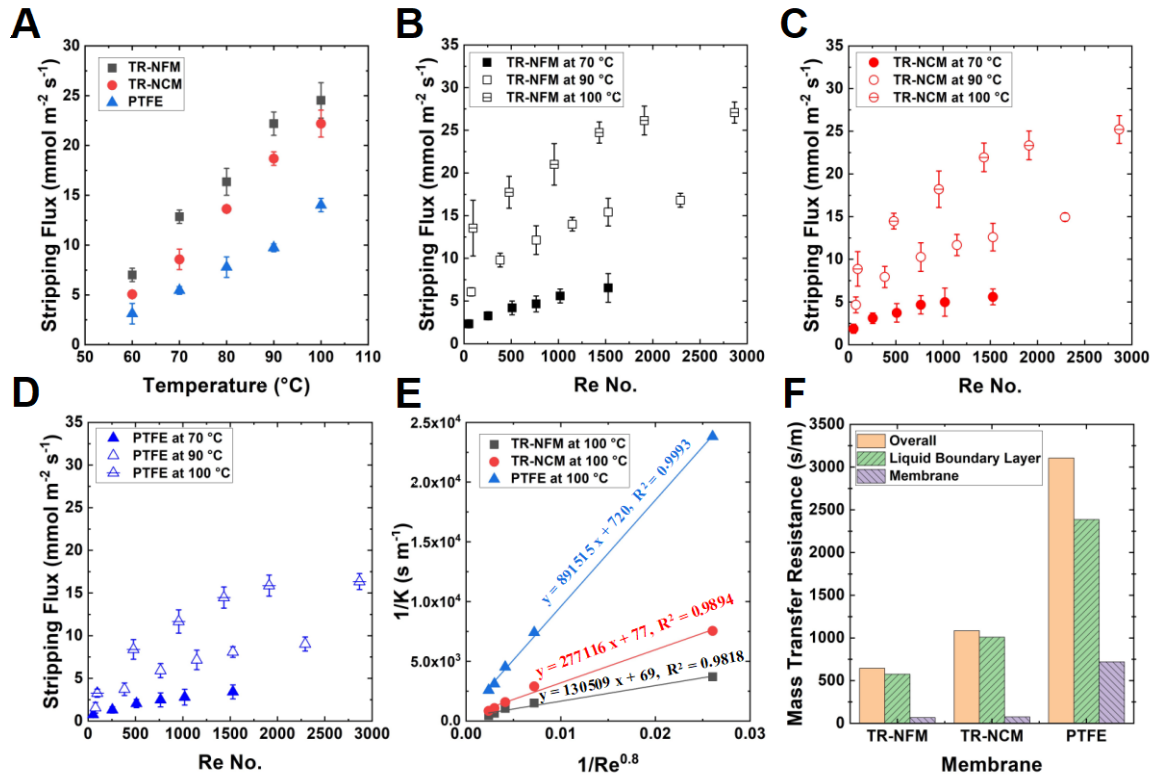 A
Stripping Flux (mmol m⁻² s⁻¹)
30
25
20
15
10
5
0
TR-NFM
TR-NCM
PTFE
50 60 70 80 90 100 110
Temperature (°C)
B
Stripping Flux (mmol m⁻² s⁻¹)
35
30
25
20
15
10
5
0
TR-NFM at 70 °C
TR-NFM at 90 °C
TR-NFM at 100 °C
0 500 1000 1500 2000 2500 3000
Re No.
C
Stripping Flux (mmol m⁻² s⁻¹)
35
30
25
20
15
10
5
0
TR-NCM at 70 °C
TR-NCM at 90 °C
TR-NCM at 100 °C
0 500 1000 1500 2000 2500 3000
Re No.
D
Stripping Flux (mmol m⁻² s⁻¹)
35
30
25
20
15
10
5
0
PTFE at 70 °C
PTFE at 90 °C
PTFE at 100 °C
0 500 1000 1500 2000 2500 3000
Re No.
E
1/K (s m⁻¹)
2.5x10⁴
2.0x10⁴
1.5x10⁴
1.0x10⁴
5.0x10³
0.0
TR-NFM at 100 °C
TR-NCM at 100 °C
PTFE at 100 °C
y = 891515 x + 720, R² = 0.9993
y = 277116 x + 77, R² = 0.9894
y = 130509 x + 69, R² = 0.9818
0.00 0.01 0.02 0.03
1/Re⁰·⁸
F
Mass Transfer Resistance (s/m)
3500
3000
2500
2000
1500
1000
500
0
Overall
Liquid Boundary Layer
Membrane
TR-NFM TR-NCM PTFE
Membrane